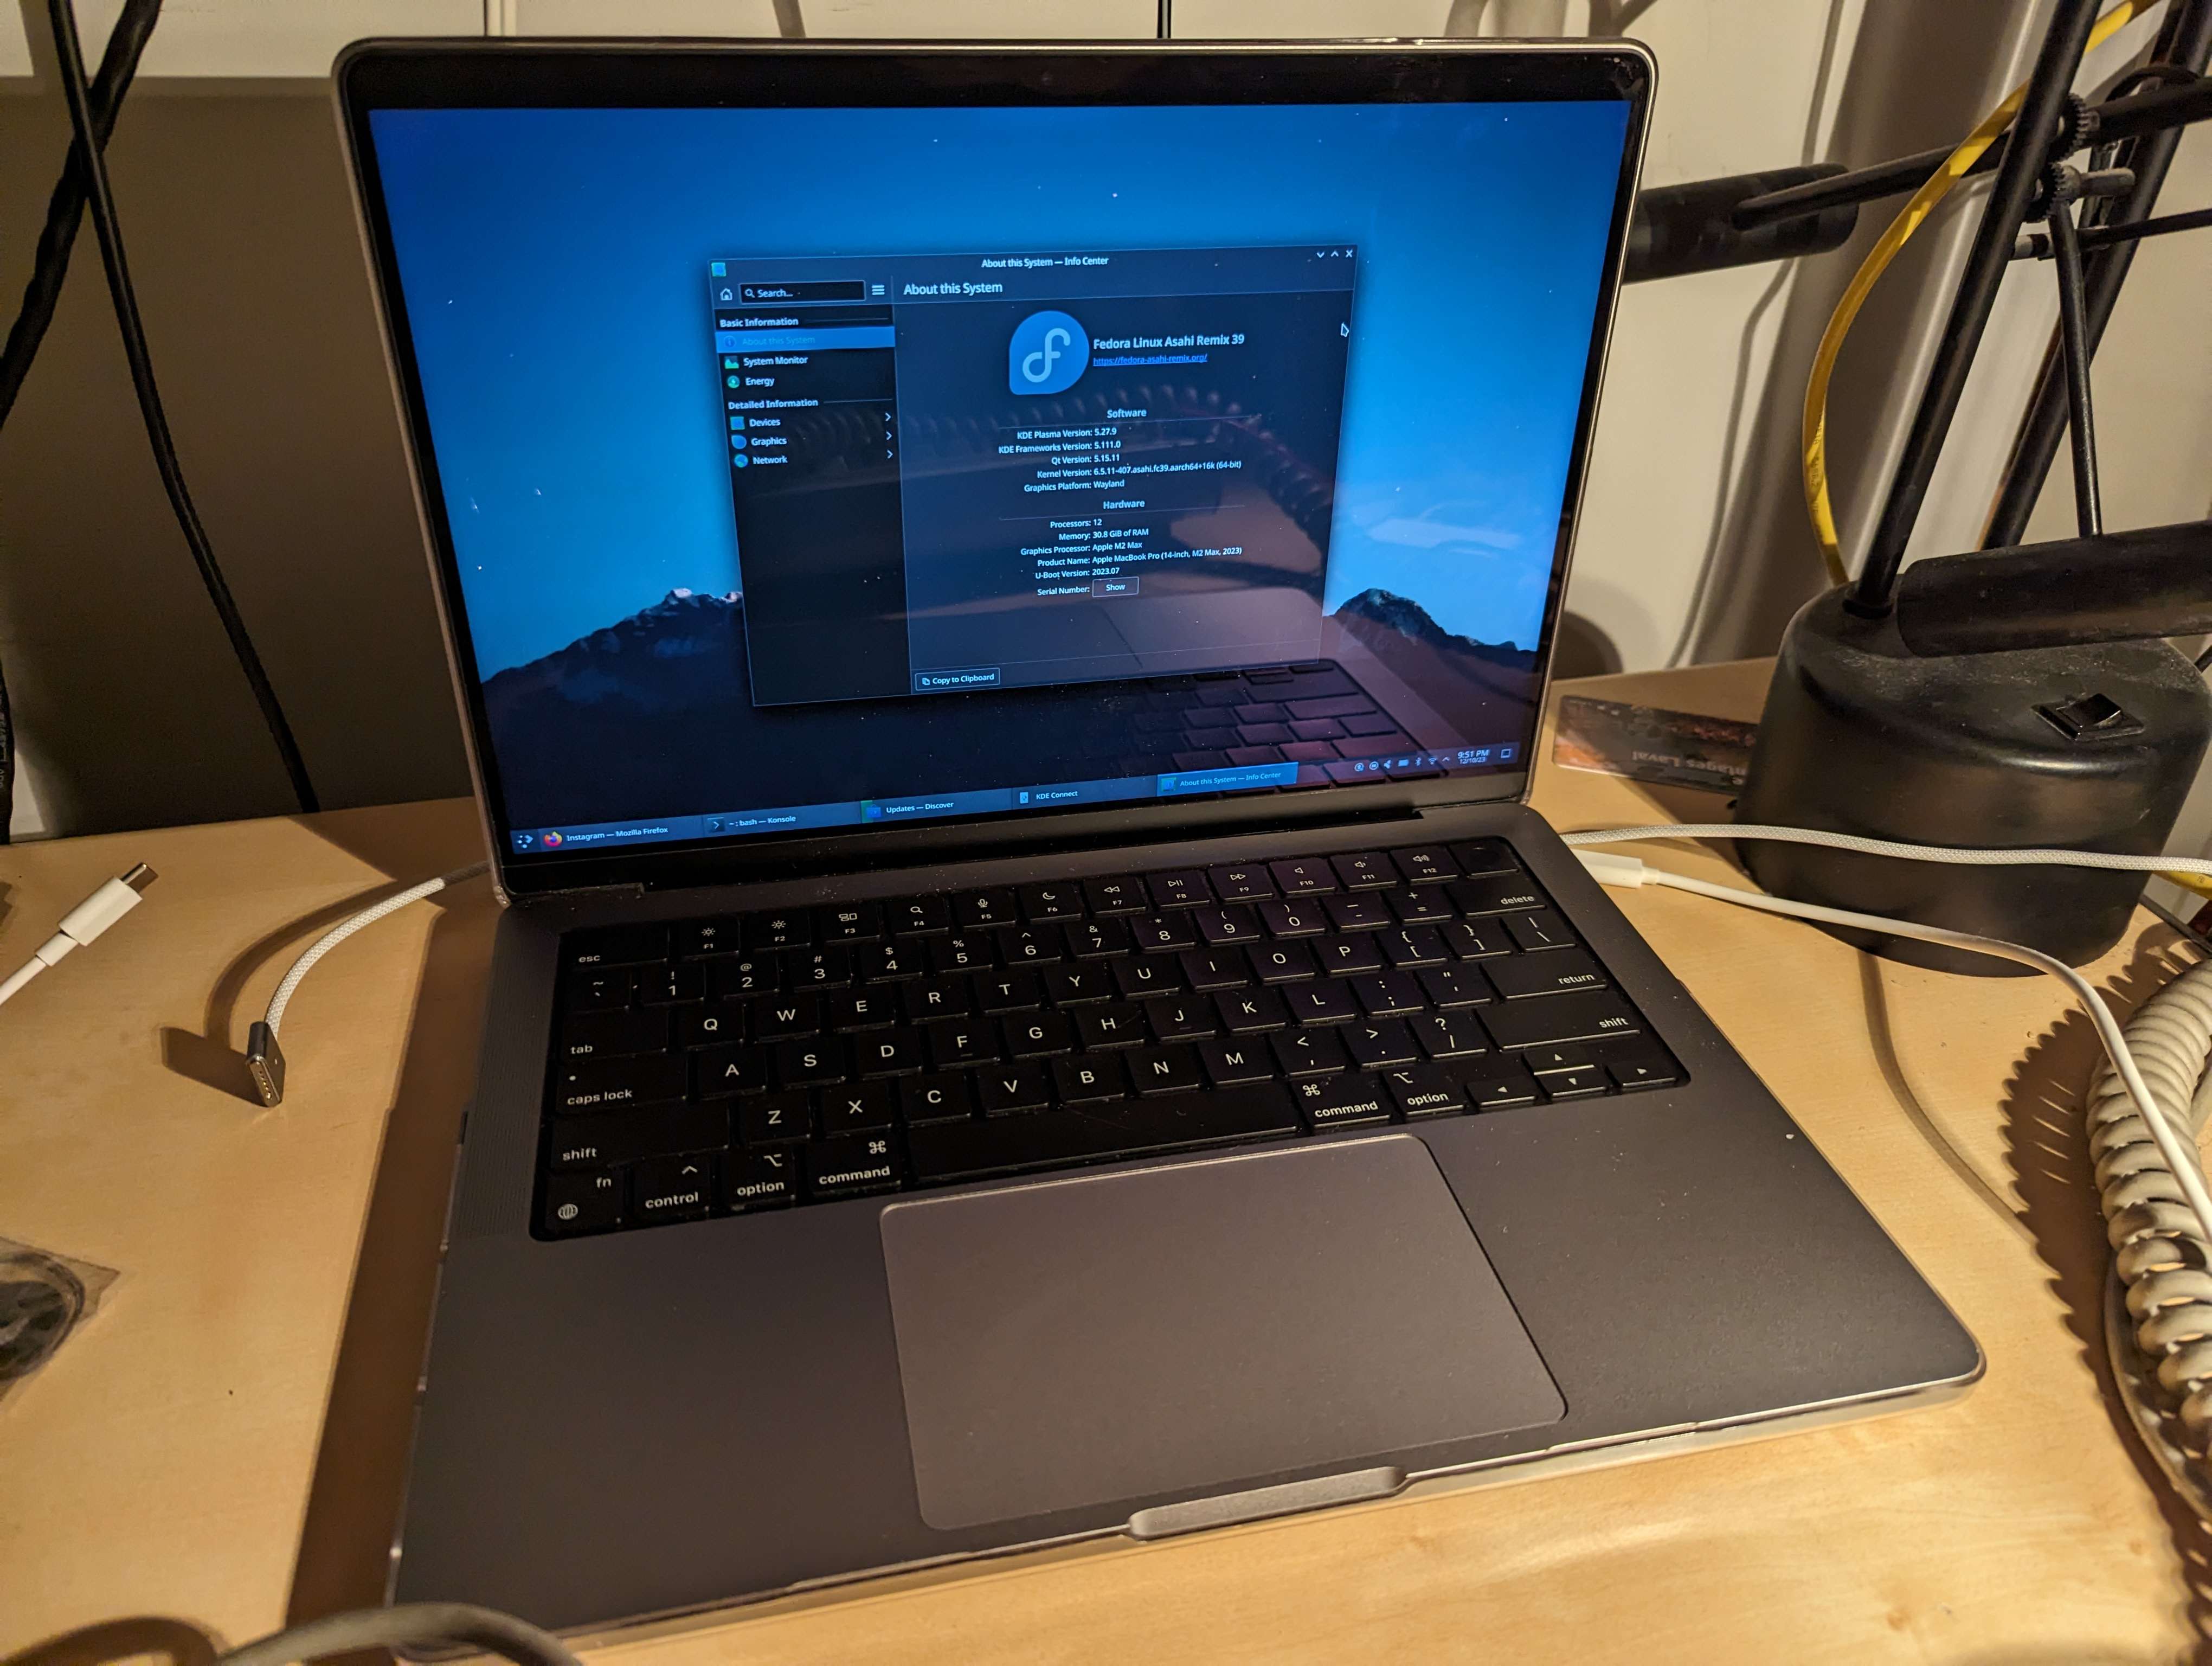 About this System — Info Center
Search...
About this System
Basic Information
About this System
System Monitor
Energy
Detailed Information
Devices
Graphics
Network
Fedora Linux Asahi Remix 39
https://fedora-asahi-remix.org/
Software
KDE Plasma Version: 5.27.9
KDE Frameworks Version: 5.111.0
Qt Version: 5.15.11
Kernel Version: 6.5.11-407.asahi.fc39.aarch64+16k (64-bit)
Graphics Platform: Wayland
Hardware
Processors: 12
Memory: 30.8 GiB of RAM
Graphics Processor: Apple M2 Max
Product Name: Apple MacBook Pro (14-inch, M2 Max, 2023)
U-Boot Version: 2023.07
Serial Number: Show
Copy to Clipboard
Instagram — Mozilla Firefox
~ : bash — Konsole
Updates — Discover
KDE Connect
About this System — Info Center
9:51 PM
12/10/23
Laval
esc F1 F2 F3 F4 F5 F6 F7 F8 F9 F10 F11 F12
~ ` ! 1 @ 2 # 3 $ 4 % 5 ^ 6 & 7 * 8 ( 9 ) 0 _ - + = delete
tab Q W E R T Y U I O P { [ } ] | \
caps lock A S D F G H J K L : ; " ' return
shift Z X C V B N M < , > . ? / shift
fn control option command command option